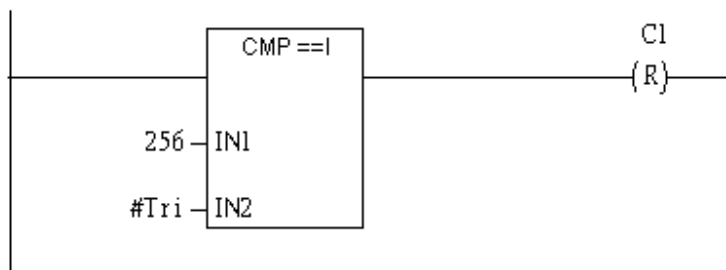 CMP ==I
C1
(R)
256
IN1
#Tri
IN2